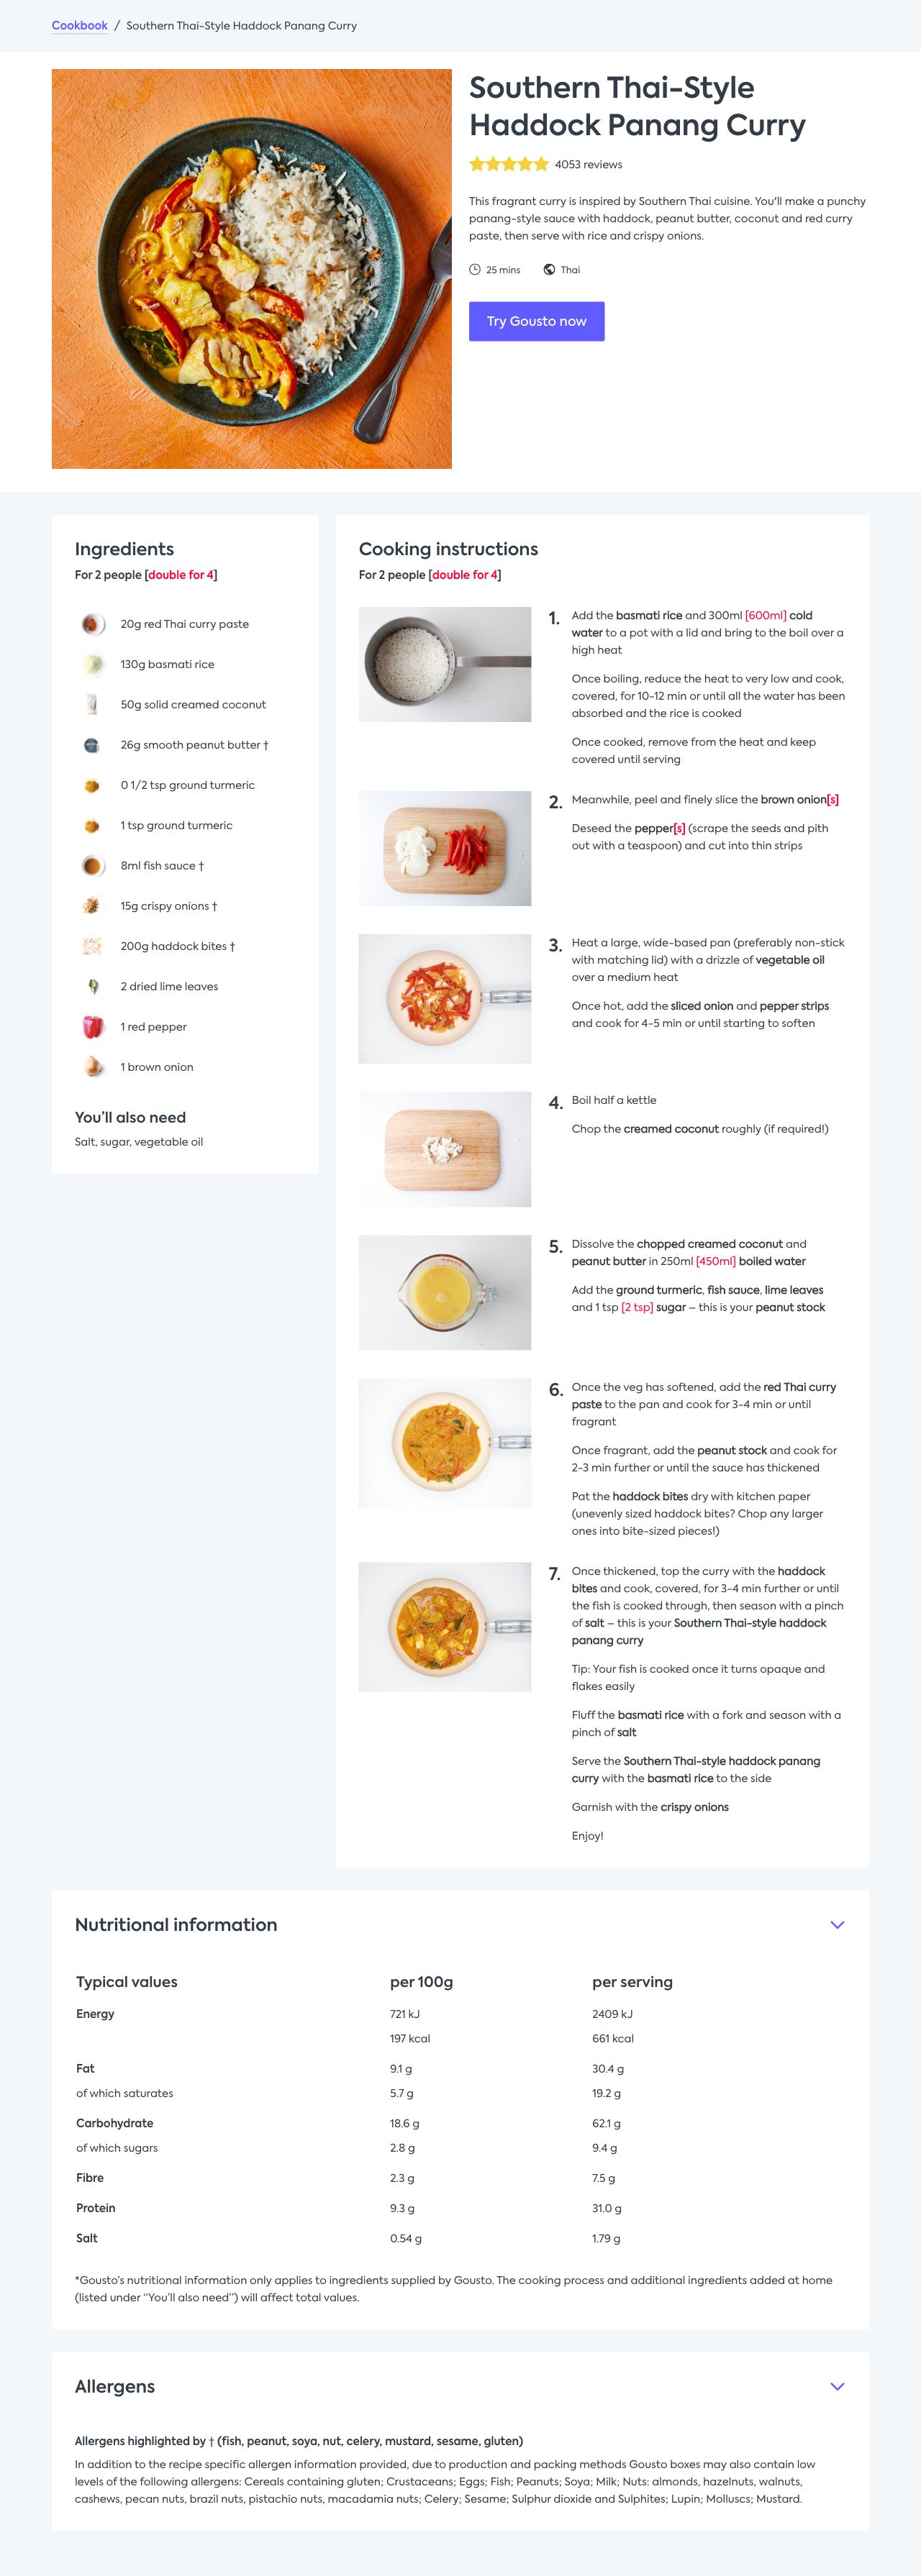 Cookbook / Southern Thai-Style Haddock Panang Curry
Southern Thai-Style
Haddock Panang Curry
4053 reviews
This fragrant curry is inspired by Southern Thai cuisine. You'll make a punchy
panang-style sauce with haddock, peanut butter, coconut and red curry
paste, then serve with rice and crispy onions.
25 mins Thai
Try Gousto now
Ingredients
For 2 people [double for 4]
20g red Thai curry paste
130g basmati rice
50g solid creamed coconut
26g smooth peanut butter †
0 1/2 tsp ground turmeric
1 tsp ground turmeric
8ml fish sauce †
15g crispy onions †
200g haddock bites †
2 dried lime leaves
1 red pepper
1 brown onion
You'll also need
Salt, sugar, vegetable oil
Cooking instructions
For 2 people [double for 4]
1. Add the basmati rice and 300ml [600ml] cold
water to a pot with a lid and bring to the boil over a
high heat
Once boiling, reduce the heat to very low and cook,
covered, for 10-12 min or until all the water has been
absorbed and the rice is cooked
Once cooked, remove from the heat and keep
covered until serving
2. Meanwhile, peel and finely slice the brown onion[s]
Deseed the pepper[s] (scrape the seeds and pith
out with a teaspoon) and cut into thin strips
3. Heat a large, wide-based pan (preferably non-stick
with matching lid) with a drizzle of vegetable oil
over a medium heat
Once hot, add the sliced onion and pepper strips
and cook for 4-5 min or until starting to soften
4. Boil half a kettle
Chop the creamed coconut roughly (if required!)
5. Dissolve the chopped creamed coconut and
peanut butter in 250ml [450ml] boiled water
Add the ground turmeric, fish sauce, lime leaves
and 1 tsp [2 tsp] sugar – this is your peanut stock
6. Once the veg has softened, add the red Thai curry
paste to the pan and cook for 3-4 min or until
fragrant
Once fragrant, add the peanut stock and cook for
2-3 min further or until the sauce has thickened
Pat the haddock bites dry with kitchen paper
(unevenly sized haddock bites? Chop any larger
ones into bite-sized pieces!)
7. Once thickened, top the curry with the haddock
bites and cook, covered, for 3-4 min further or until
the fish is cooked through, then season with a pinch
of salt – this is your Southern Thai-style haddock
panang curry
Tip: Your fish is cooked once it turns opaque and
flakes easily
Fluff the basmati rice with a fork and season with a
pinch of salt
Serve the Southern Thai-style haddock panang
curry with the basmati rice to the side
Garnish with the crispy onions
Enjoy!
Nutritional information
Typical values per 100g per serving
Energy 721 kJ 2409 kJ
197 kcal 661 kcal
Fat 9.1 g 30.4 g
of which saturates 5.7 g 19.2 g
Carbohydrate 18.6 g 62.1 g
of which sugars 2.8 g 9.4 g
Fibre 2.3 g 7.5 g
Protein 9.3 g 31.0 g
Salt 0.54 g 1.79 g
*Gousto's nutritional information only applies to ingredients supplied by Gousto. The cooking process and additional ingredients added at home
(listed under “You'll also need”) will affect total values.
Allergens
Allergens highlighted by † (fish, peanut, soya, nut, celery, mustard, sesame, gluten)
In addition to the recipe specific allergen information provided, due to production and packing methods Gousto boxes may also contain low
levels of the following allergens: Cereals containing gluten; Crustaceans; Eggs; Fish; Peanuts; Soya; Milk; Nuts: almonds, hazelnuts, walnuts,
cashews, pecan nuts, brazil nuts, pistachio nuts, macadamia nuts; Celery; Sesame; Sulphur dioxide and Sulphites; Lupin; Molluscs; Mustard.